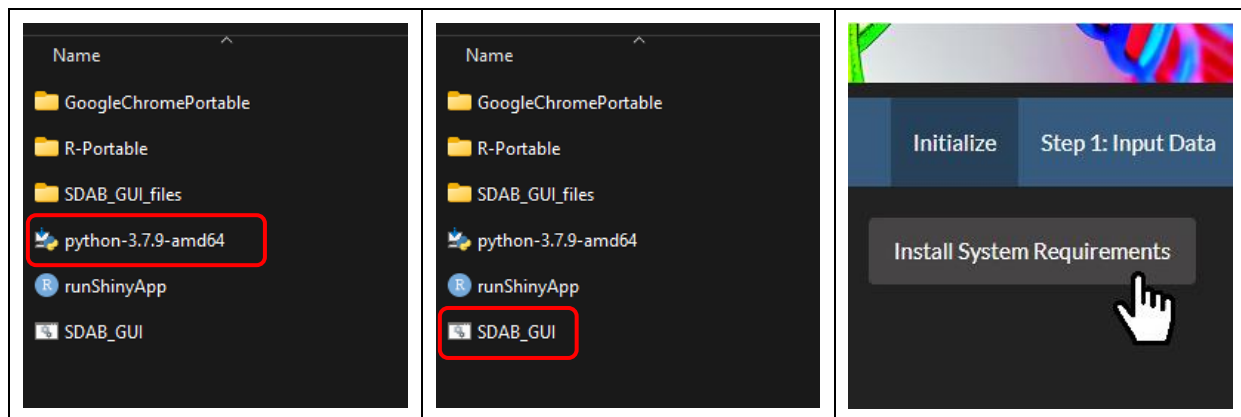 Name
GoogleChromePortable
R-Portable
SDAB_GUI_files
python-3.7.9-amd64
runShinyApp
SDAB_GUI
Name
GoogleChromePortable
R-Portable
SDAB_GUI_files
python-3.7.9-amd64
runShinyApp
SDAB_GUI
Initialize Step 1: Input Data
Install System Requirements